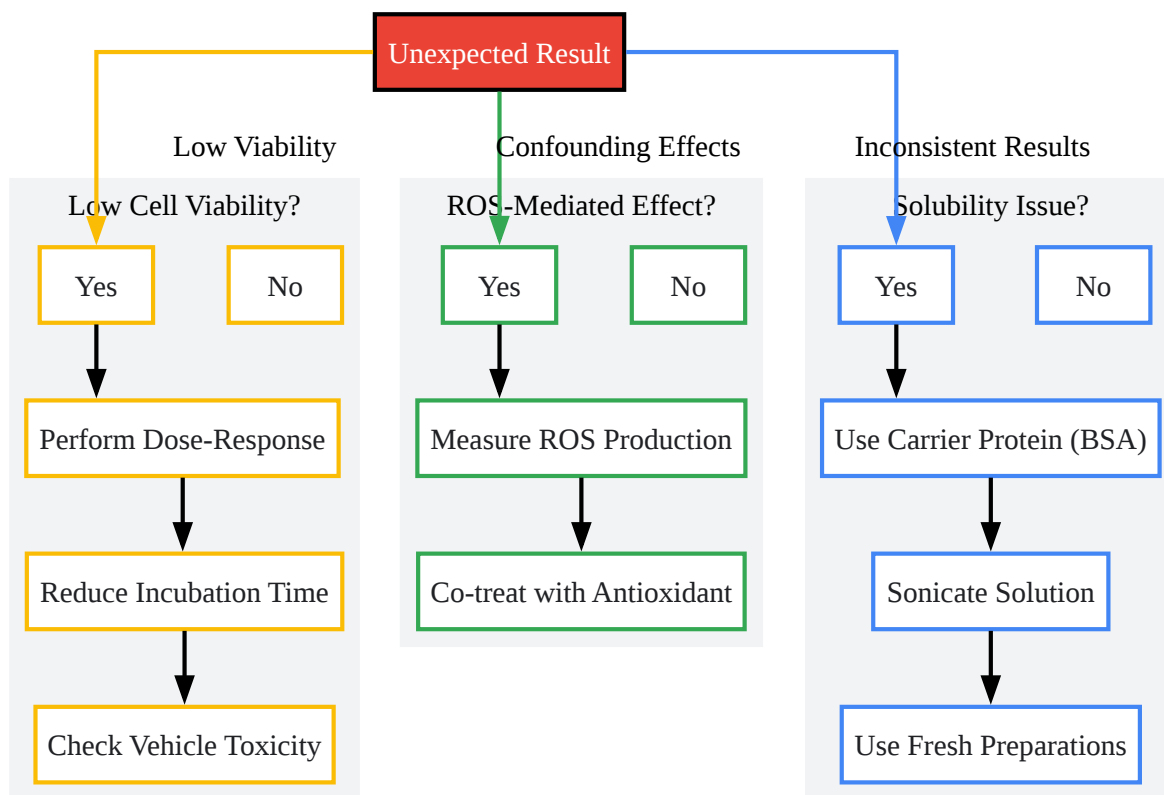 Unexpected Result
Low Viability
Confounding Effects
Inconsistent Results
Low Cell Viability?
Yes
No
Perform Dose-Response
Reduce Incubation Time
Check Vehicle Toxicity
ROS-Mediated Effect?
Yes
No
Measure ROS Production
Co-treat with Antioxidant
Solubility Issue?
Yes
No
Use Carrier Protein (BSA)
Sonicate Solution
Use Fresh Preparations